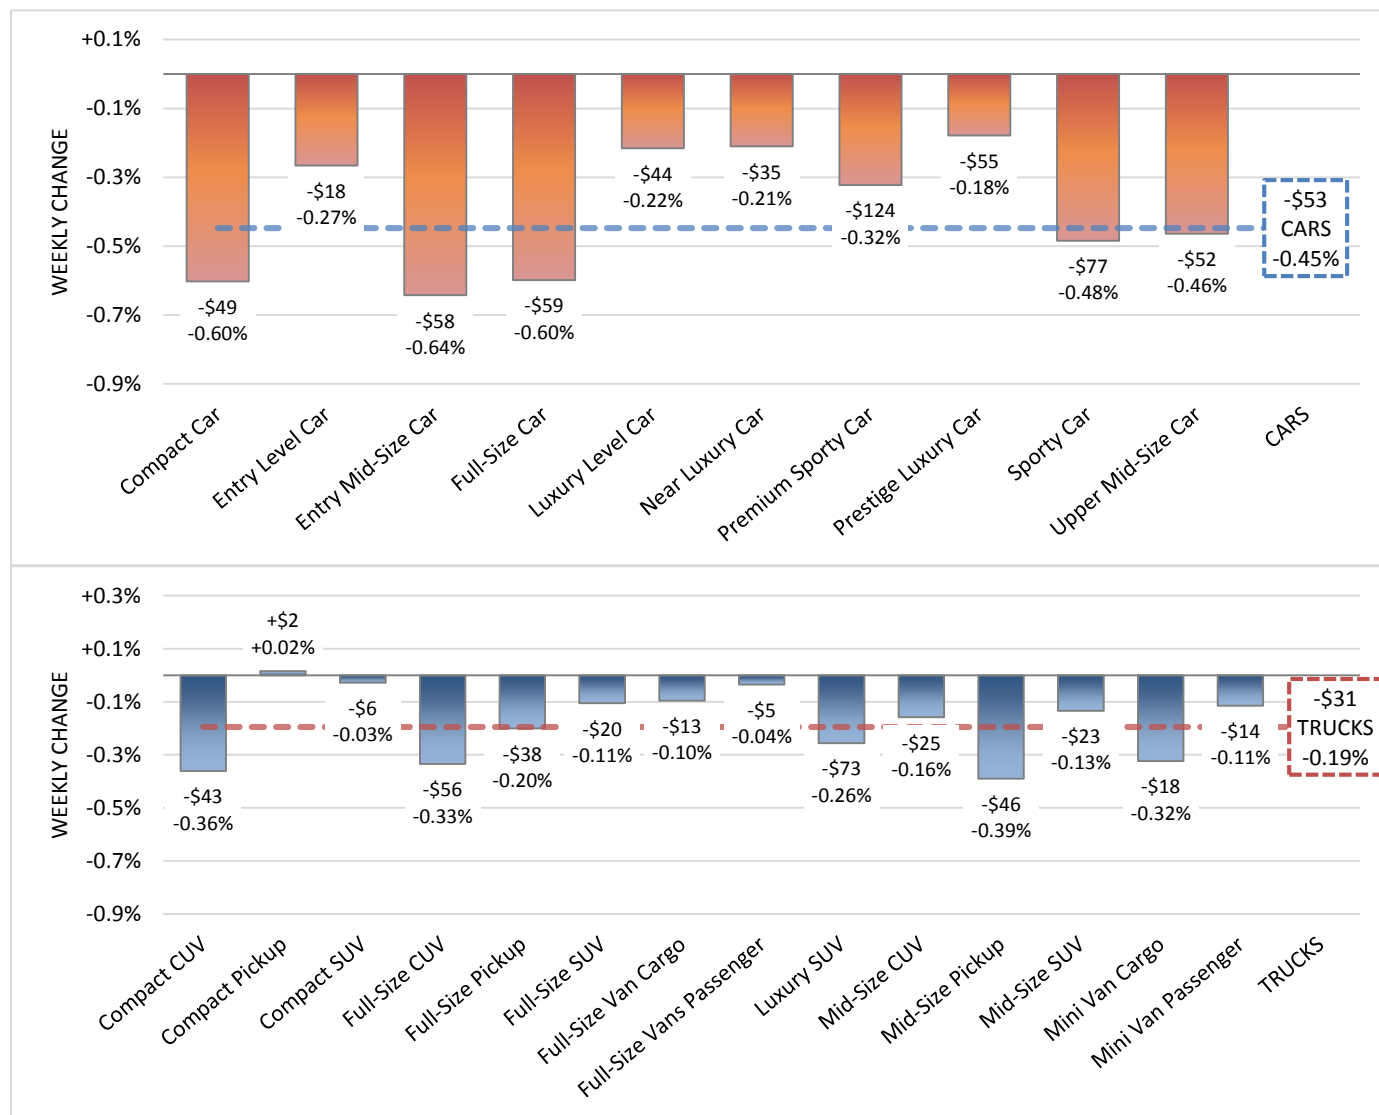 +0.1%
-0.1%
-0.3%
-0.5%
-0.7%
-0.9%
WEEKLY CHANGE
-$49
-0.60%
-$18
-0.27%
-$58
-0.64%
-$59
-0.60%
-$44
-0.22%
-$35
-0.21%
-$124
-0.32%
-$55
-0.18%
-$77
-0.48%
-$52
-0.46%
-$53
CARS
-0.45%
Compact Car
Entry Level Car
Entry Mid-Size Car
Full-Size Car
Luxury Level Car
Near Luxury Car
Premium Sporty Car
Prestige Luxury Car
Sporty Car
Upper Mid-Size Car
CARS
+0.3%
+0.1%
-0.1%
-0.3%
-0.5%
-0.7%
-0.9%
WEEKLY CHANGE
-$43
-0.36%
+$2
+0.02%
-$6
-0.03%
-$56
-0.33%
-$38
-0.20%
-$20
-0.11%
-$13
-0.10%
-$5
-0.04%
-$73
-0.26%
-$25
-0.16%
-$46
-0.39%
-$23
-0.13%
-$18
-0.32%
-$14
-0.11%
-$31
TRUCKS
-0.19%
Compact CUV
Compact Pickup
Compact SUV
Full-Size CUV
Full-Size Pickup
Full-Size SUV
Full-Size Van Cargo
Full-Size Vans Passenger
Luxury SUV
Mid-Size CUV
Mid-Size Pickup
Mid-Size SUV
Mini Van Cargo
Mini Van Passenger
TRUCKS